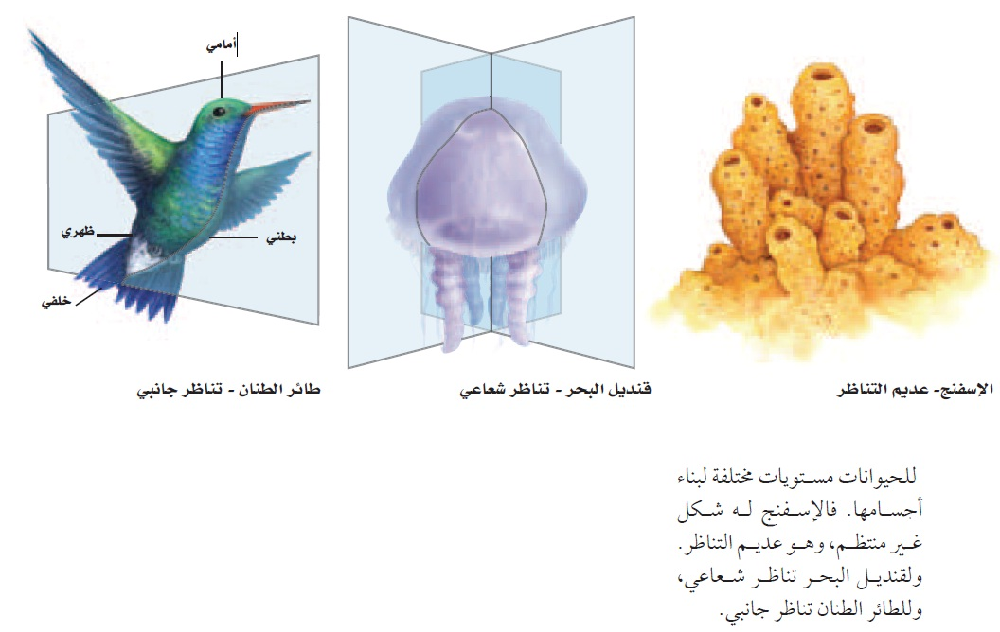 أمامي
ظهري
بطني
خلفي
الإسفنج- عديم التناظر
قنديل البحر - تناظر شعاعي
طائر الطنان - تناظر جانبي
للحيوانات مستويات مختلفة لبناء
أجسامها. فالإسفنج له شكل
غير منتظم، وهو عديم التناظر.
ولقنديل البحر تناظر شعاعي،
وللطائر الطنان تناظر جانبي.